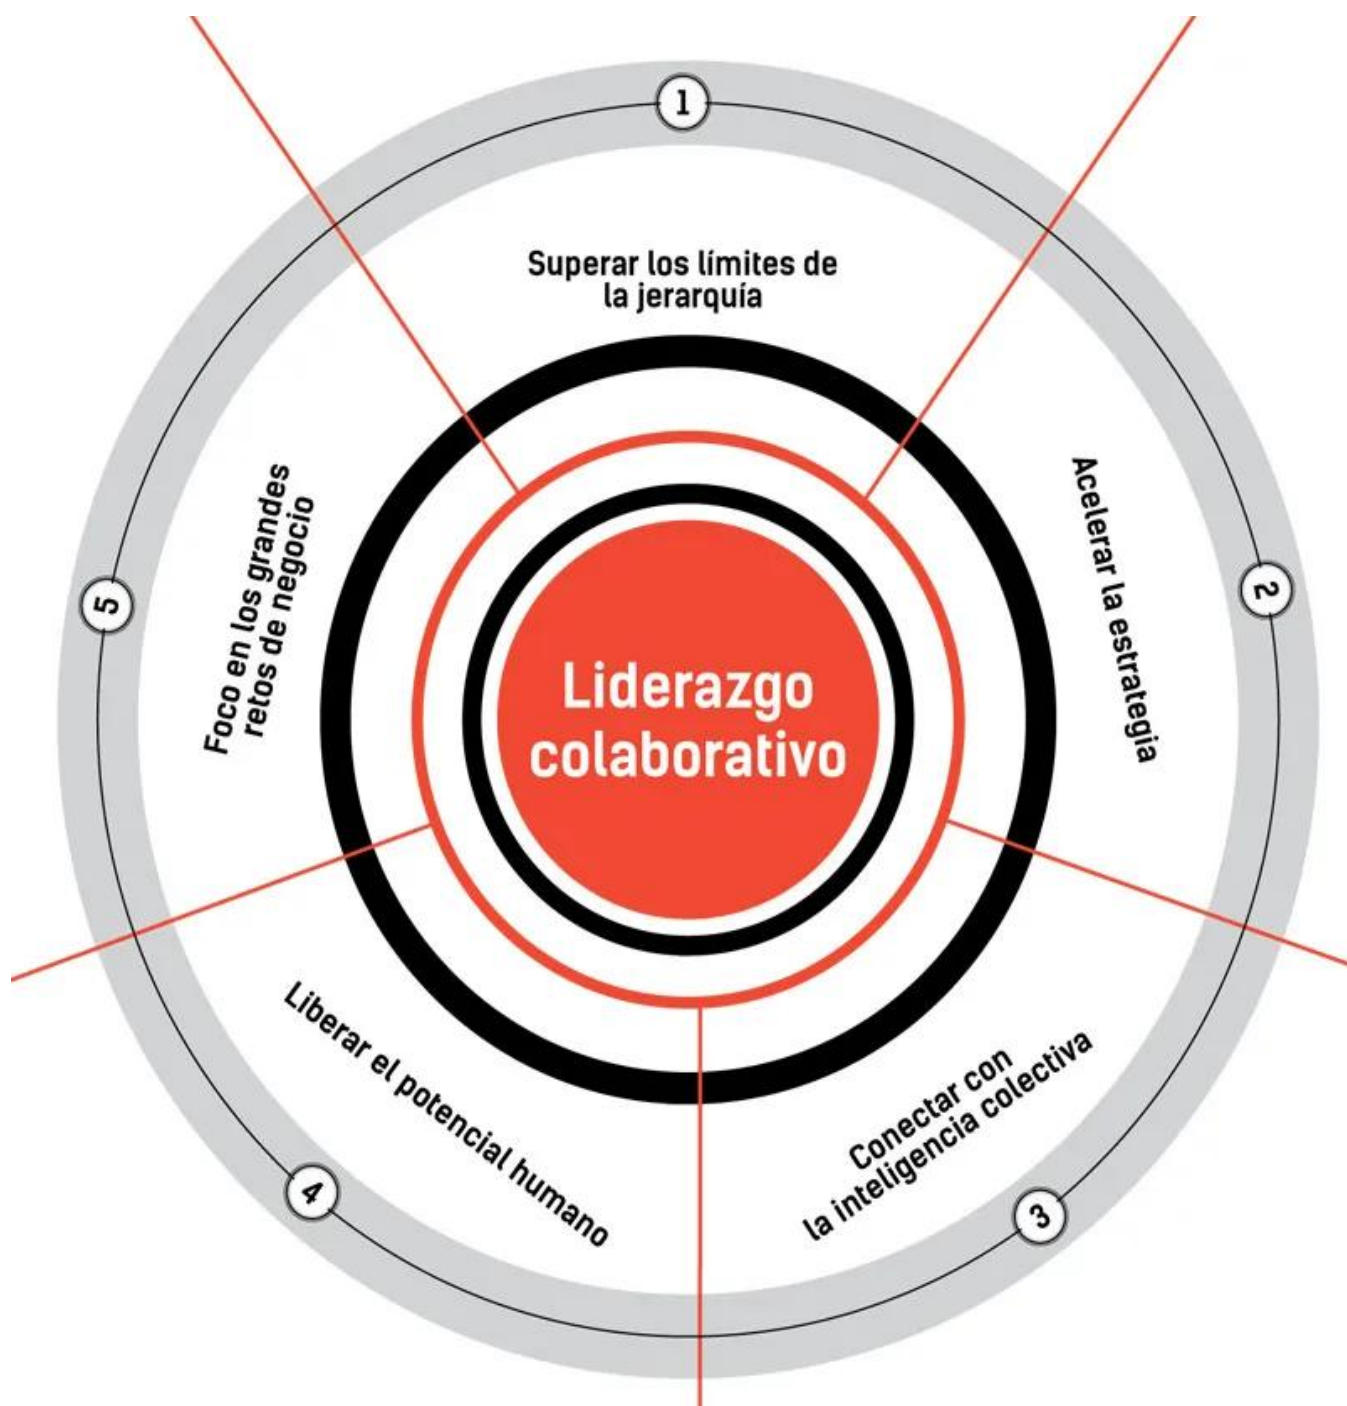 1
Superar los límites de
la jerarquía
2
Acelerar la estrategia
3
Conectar con
la inteligencia colectiva
4
Liberar el potencial humano
5
Foco en los grandes
retos de negocio
Liderazgo
colaborativo